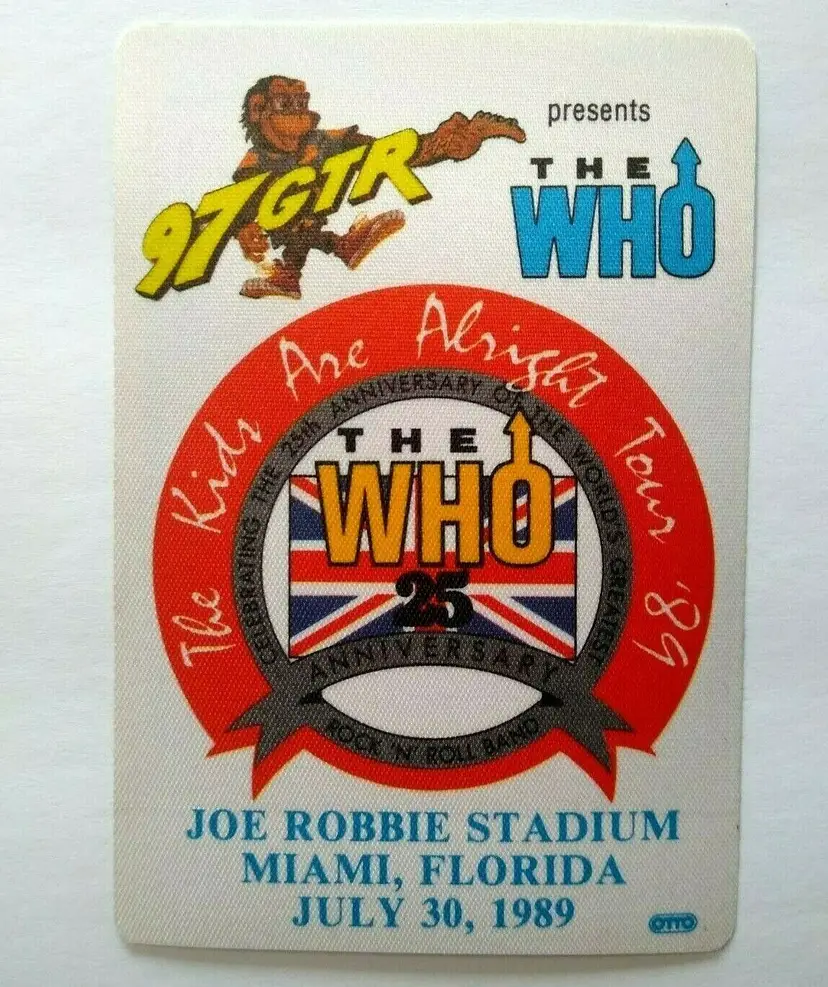 97 GTR
presents
THE
WHO
The Kids Are Alright Tour '89
CELEBRATING THE 25th ANNIVERSARY OF THE WORLD'S GREATEST
THE
WHO
25
ANNIVERSARY
ROCK 'N' ROLL BAND
JOE ROBBIE STADIUM
MIAMI, FLORIDA
JULY 30, 1989
OTTO